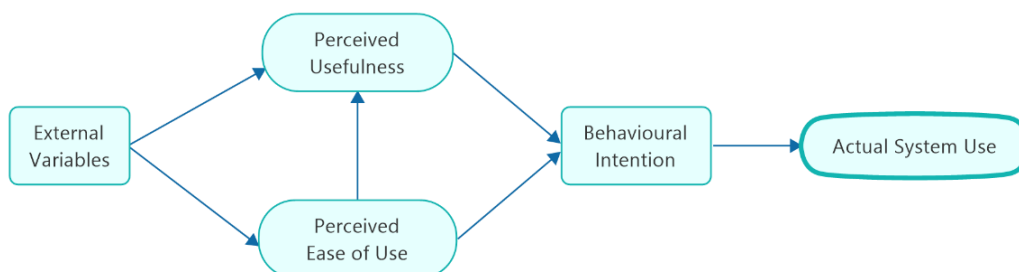 Perceived
Usefulness
External
Variables
Behavioural
Intention
Actual System Use
Perceived
Ease of Use